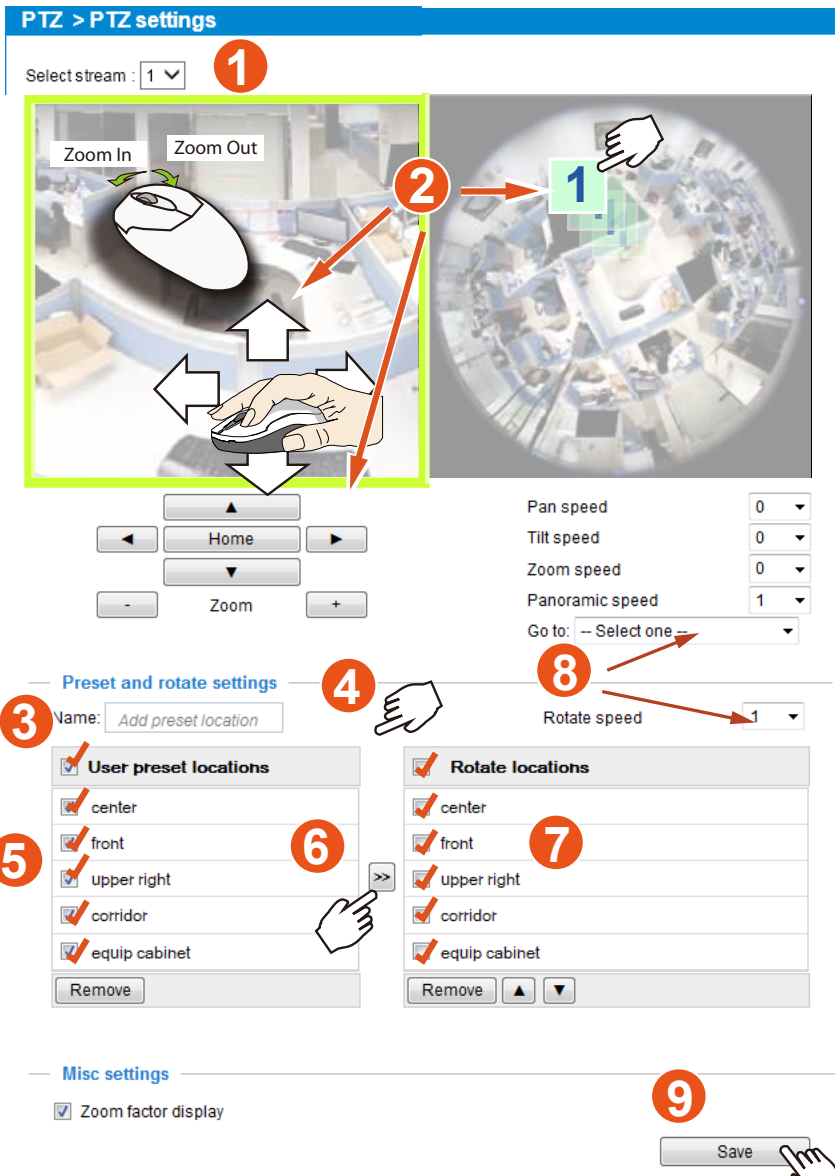 PTZ > PTZ settings
Select stream : 1
1
Zoom In
Zoom Out
2
1
▲
◄ Home ►
▼
- Zoom +
Pan speed 0
Tilt speed 0
Zoom speed 0
Panoramic speed 1
Go to: -- Select one --
8
Preset and rotate settings
4
3
Name: Add preset location
Rotate speed 1
User preset locations
center
front
upper right
corridor
equip cabinet
Remove
5
6
>>
Rotate locations
center
front
upper right
corridor
equip cabinet
Remove ▲ ▼
7
Misc settings
Zoom factor display
9
Save